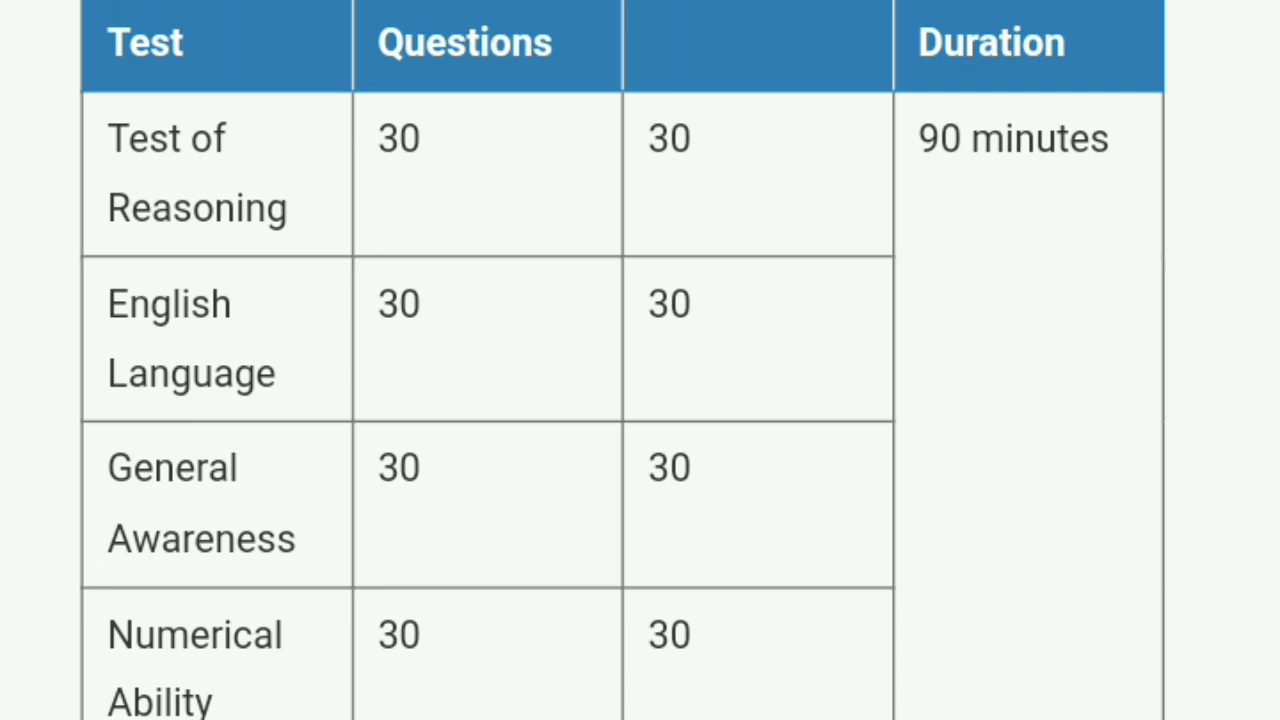 Test Questions Duration
Test of 30 30 90 minutes
Reasoning
English 30 30
Language
General 30 30
Awareness
Numerical 30 30
Ability